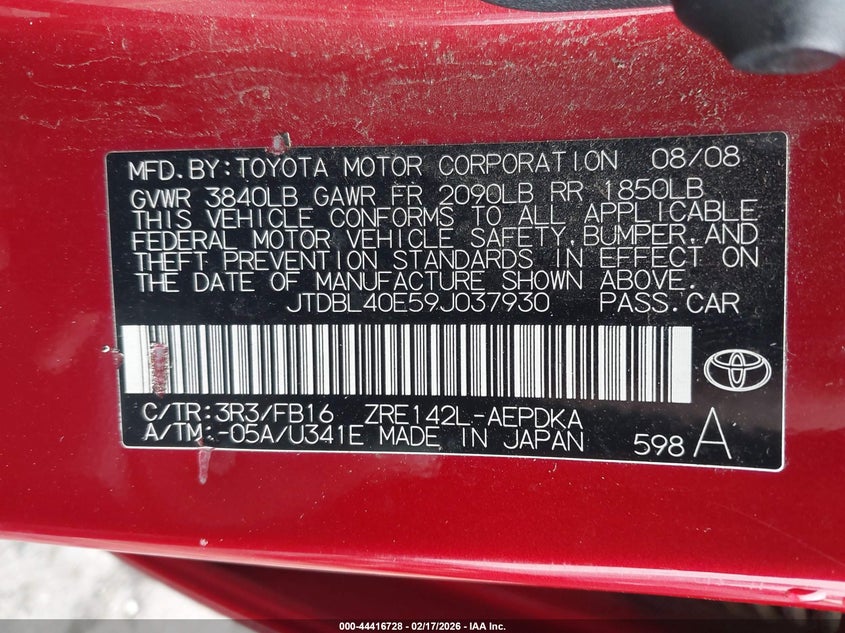 MFD. BY: TOYOTA MOTOR CORPORATION 08/08
GVWR 3840LB GAWR FR 2090LB RR 1850LB
THIS VEHICLE CONFORMS TO ALL APPLICABLE
FEDERAL MOTOR VEHICLE SAFETY, BUMPER, AND
THEFT PREVENTION STANDARDS IN EFFECT ON
THE DATE OF MANUFACTURE SHOWN ABOVE.
JTDBL40E59J037930 PASS.CAR
C/TR:3R3/FB16 ZRE142L-AEPDKA
A/TM:-05A/U341E MADE IN JAPAN 598 A
000-44416728 - 02/17/2026 - IAA Inc.